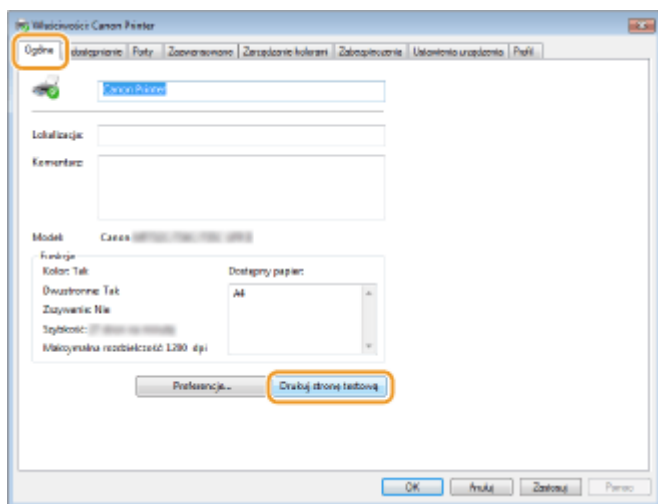 Właściwości: Canon Printer
Ogólne Udostępnianie Porty Zaawansowane Zarządzanie kolorami Zabezpieczenia Ustawienia urządzenia Profil
Canon Printer
Lokalizacja:
Komentarz:
Model: Canon
Funkcje
Kolor: Tak Dostępny papier:
Dwustronne: Tak A4
Zszywanie: Nie
Szybkość:
Maksymalna rozdzielczość: 1200 dpi
Preferencje... Drukuj stronę testową
OK Anuluj Zastosuj Pomoc